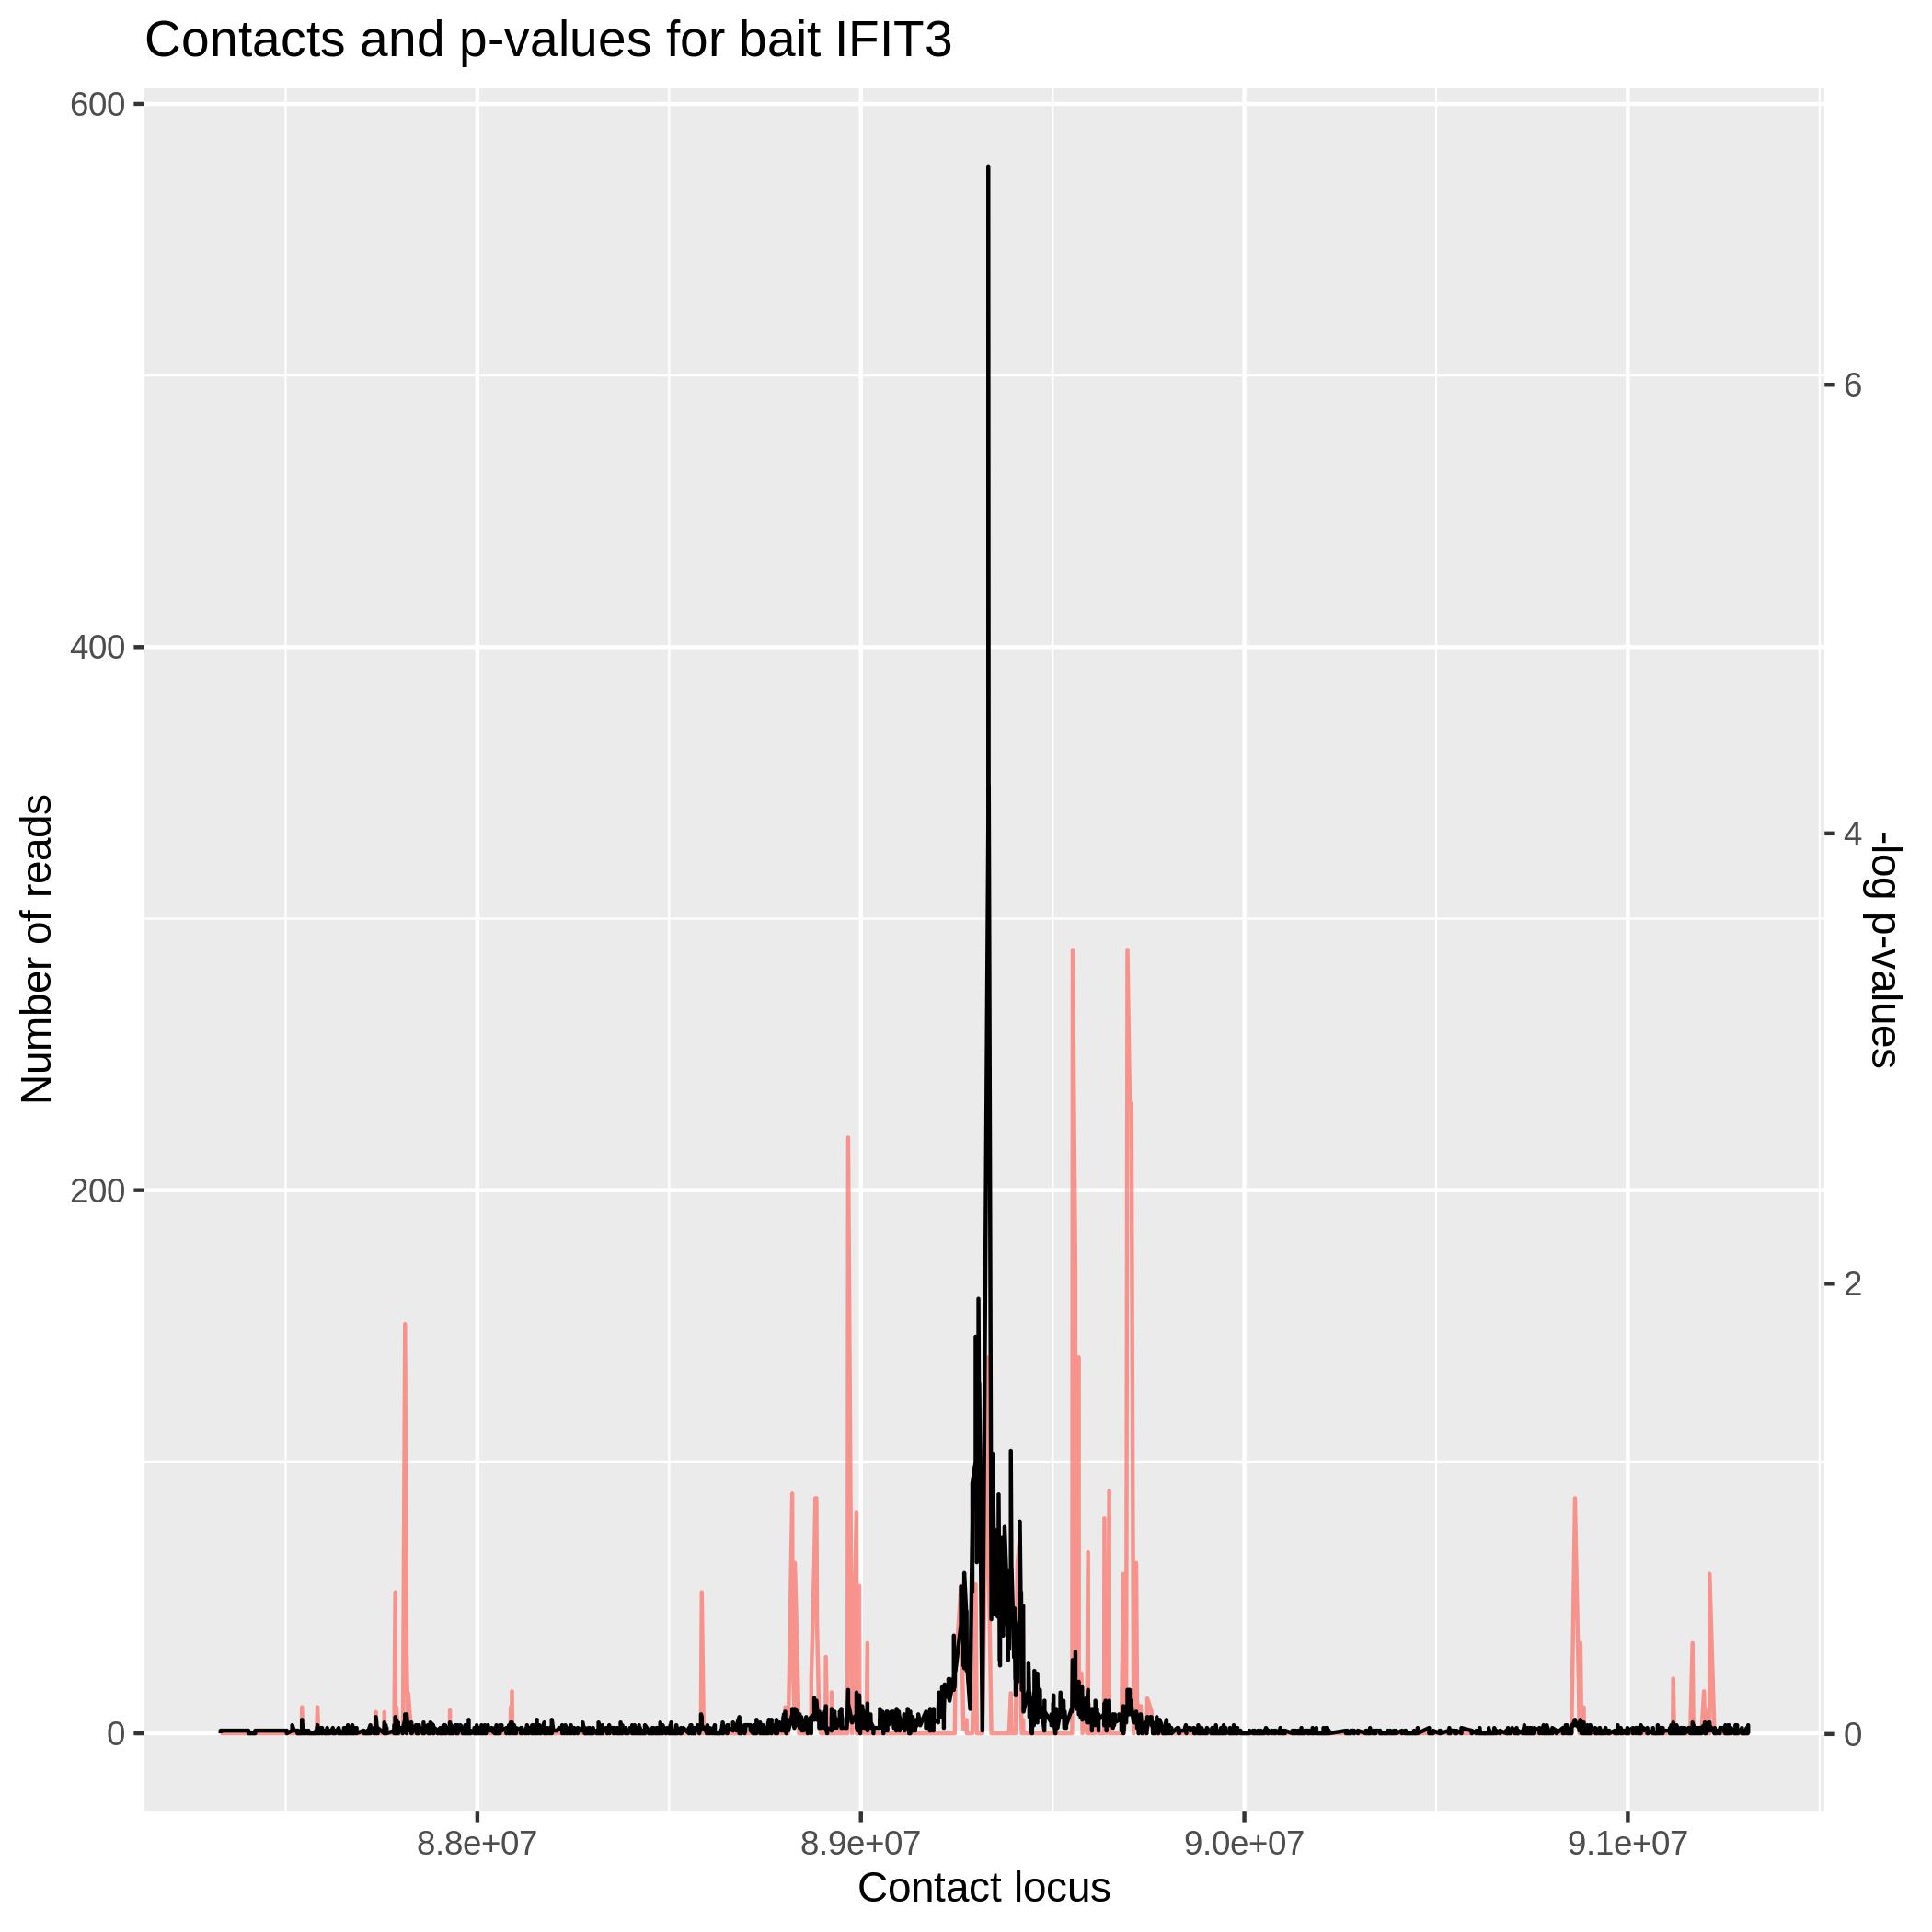 Contacts and p-values for bait IFIT3
600
400
200
0
Number of reads
6
4
2
0
-log p-values
8.8e+07
8.9e+07
9.0e+07
9.1e+07
Contact locus